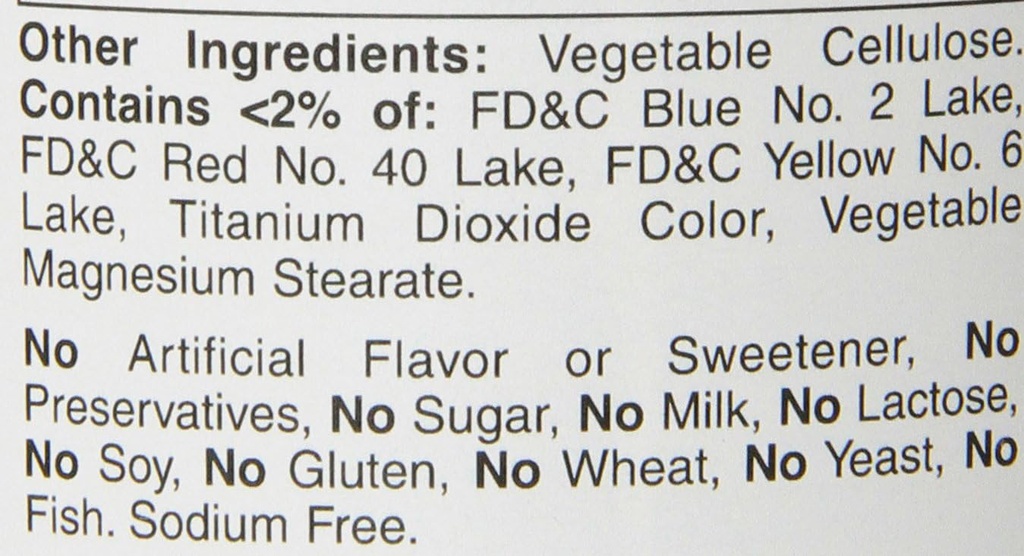 Other Ingredients: Vegetable Cellulose.
Contains <2% of: FD&C Blue No. 2 Lake,
FD&C Red No. 40 Lake, FD&C Yellow No. 6
Lake, Titanium Dioxide Color, Vegetable
Magnesium Stearate.
No Artificial Flavor or Sweetener, No
Preservatives, No Sugar, No Milk, No Lactose,
No Soy, No Gluten, No Wheat, No Yeast, No
Fish. Sodium Free.